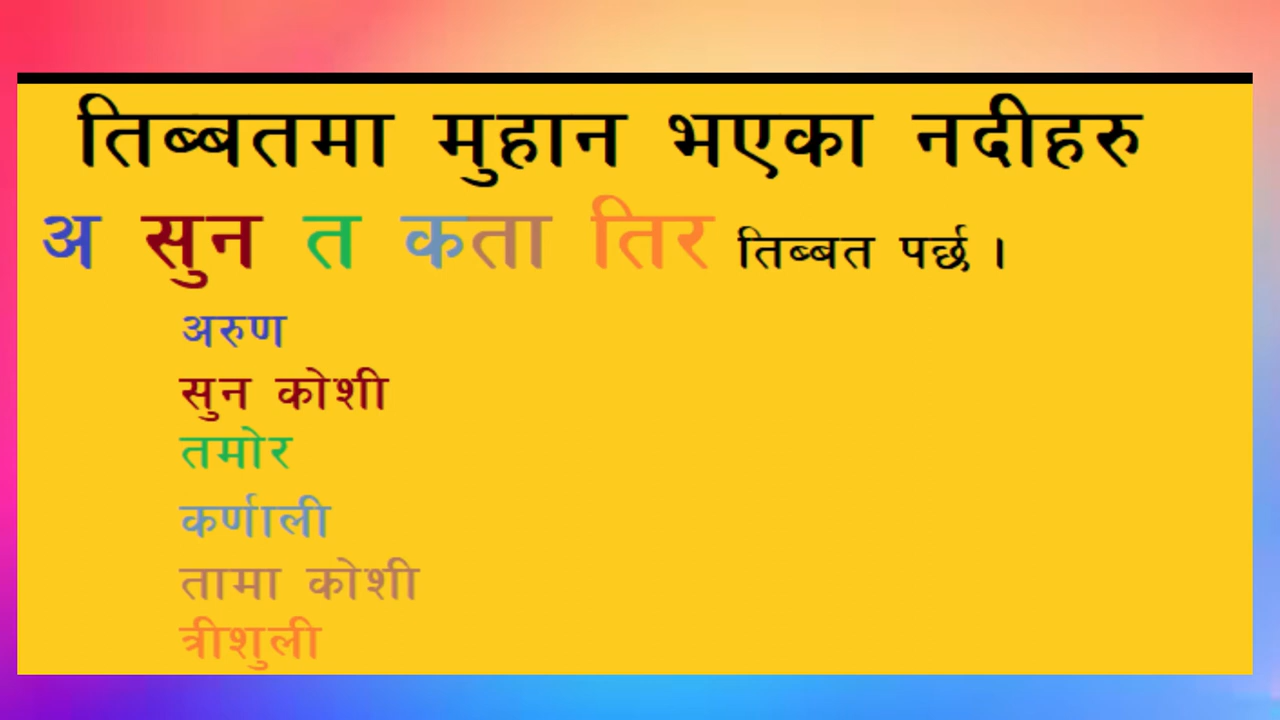 तिब्बतमा मुहान भएका नदीहरु
अ सुन त कता तिर तिब्बत पर्छ ।
अरुण
सुन कोशी
तमोर
कर्णाली
तामा कोशी
त्रीशुली